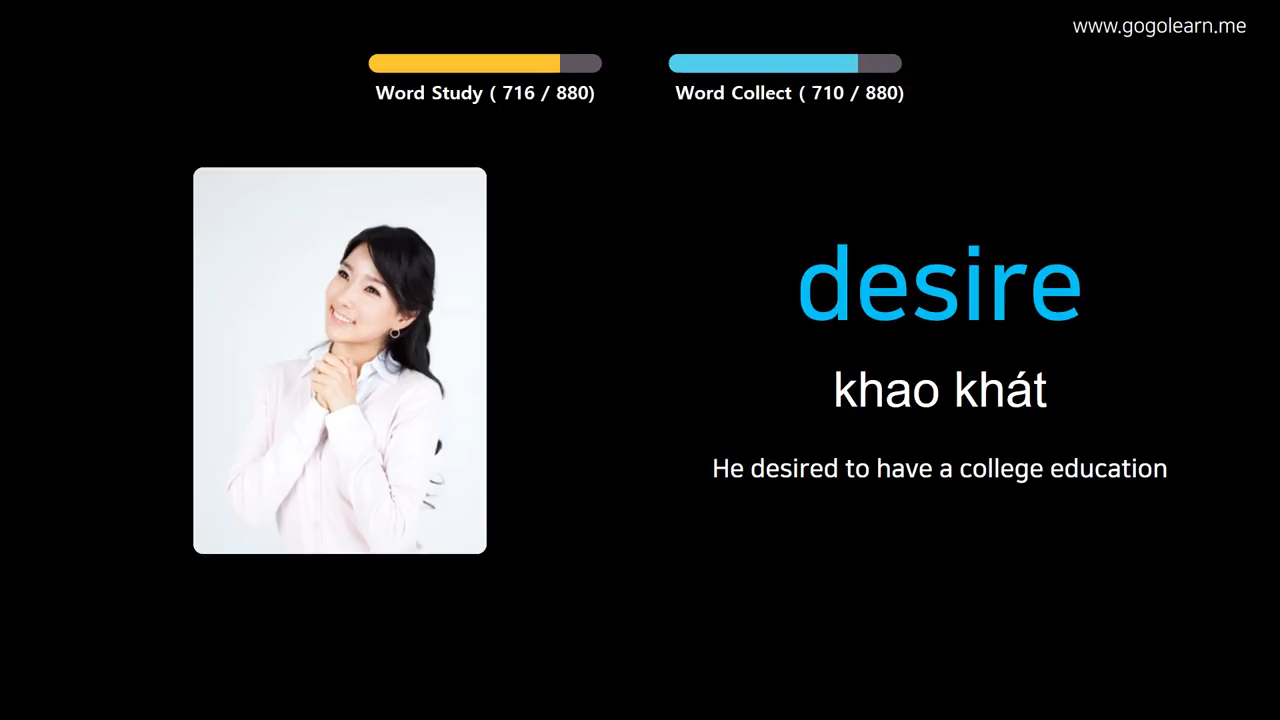 www.gogolearn.me
Word Study ( 716 / 880)
Word Collect ( 710 / 880)
desire
khao khát
He desired to have a college education